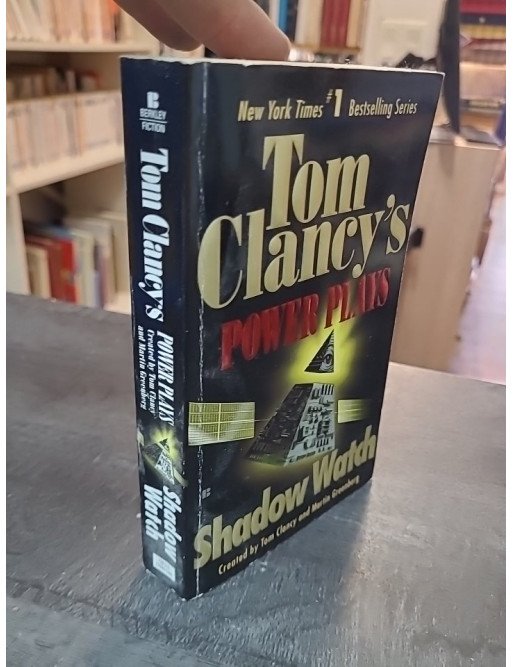 New York Times #1 Bestselling Series
Tom
Clancy's
POWER PLAYS
Shadow Watch
Created by Tom Clancy and Martin Greenberg
B
BERKLEY
FICTION
Tom Clancy's
POWER PLAYS
Created by Tom Clancy
and Martin Greenberg
Shadow
Watch